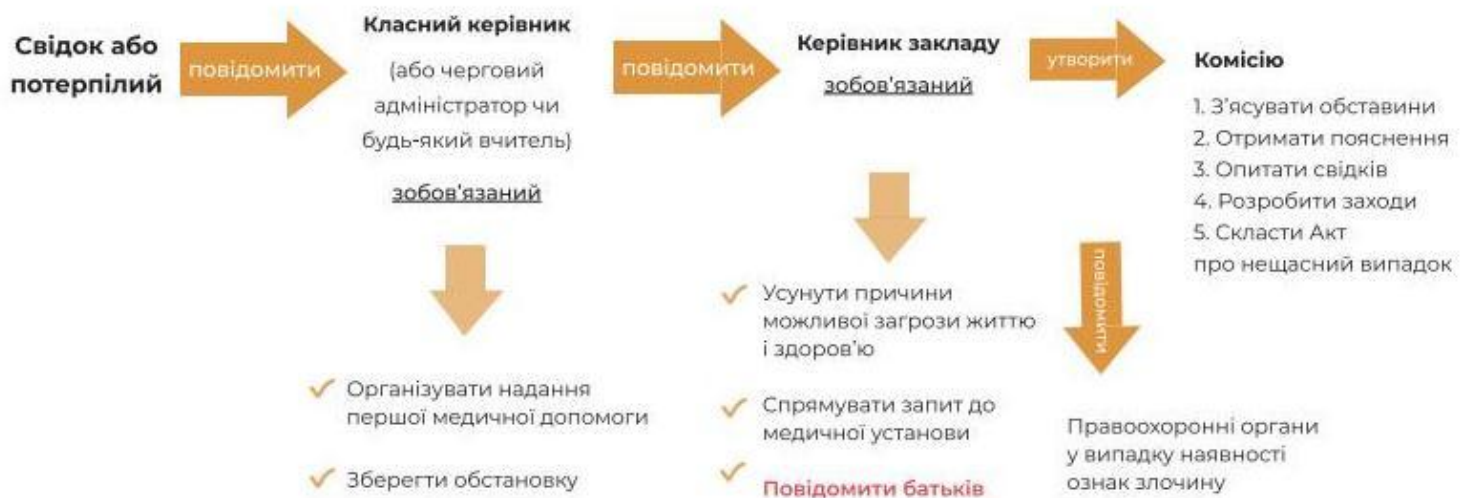 Свідок або
потерпілий
повідомити
Класний керівник
(або черговий
адміністратор чи
будь-який вчитель)
зобов'язаний
Організувати надання
першої медичної допомоги
Зберегти обстановку
повідомити
Керівник закладу
зобов'язаний
Усунути причини
можливої загрози життю
і здоров'ю
Спрямувати запит до
медичної установи
Повідомити батьків
утворити
Комісію
1. З'ясувати обставини
2. Отримати пояснення
3. Опитати свідків
4. Розробити заходи
5. Скласти Акт
про нещасний випадок
повідомити
Правоохоронні органи
у випадку наявності
ознак злочину